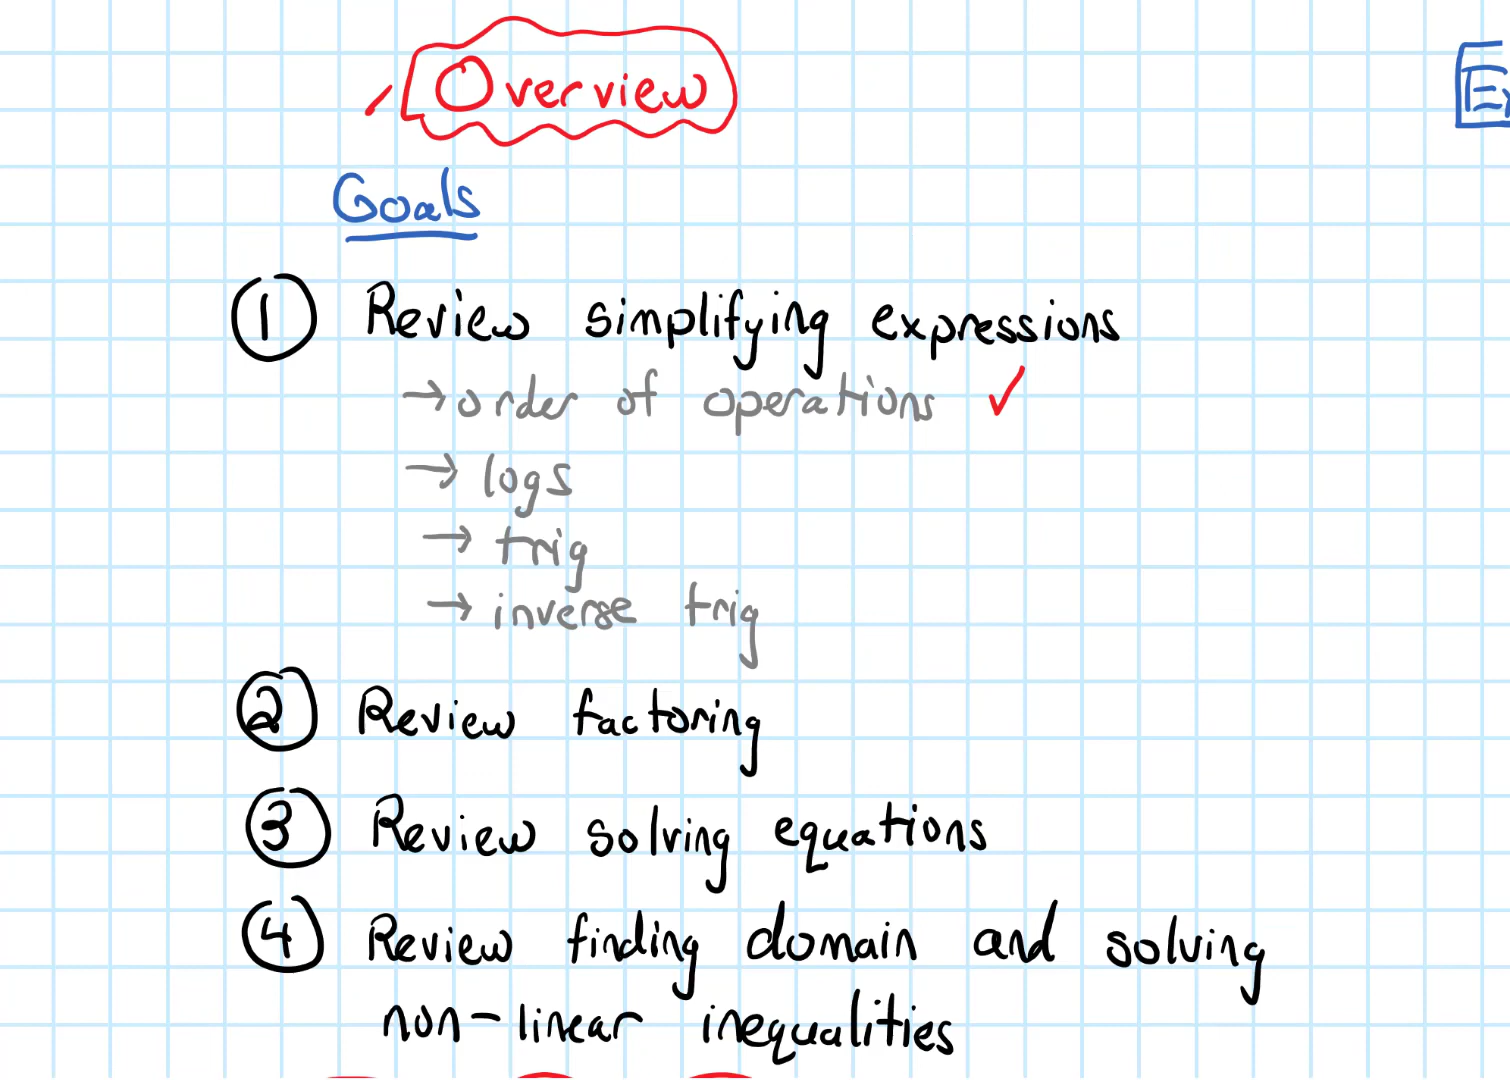 Overview
Goals
① Review simplifying expressions
→ order of operations ✓
→ logs
→ trig
→ inverse trig
② Review factoring
③ Review solving equations
④ Review finding domain and solving
non-linear inequalities